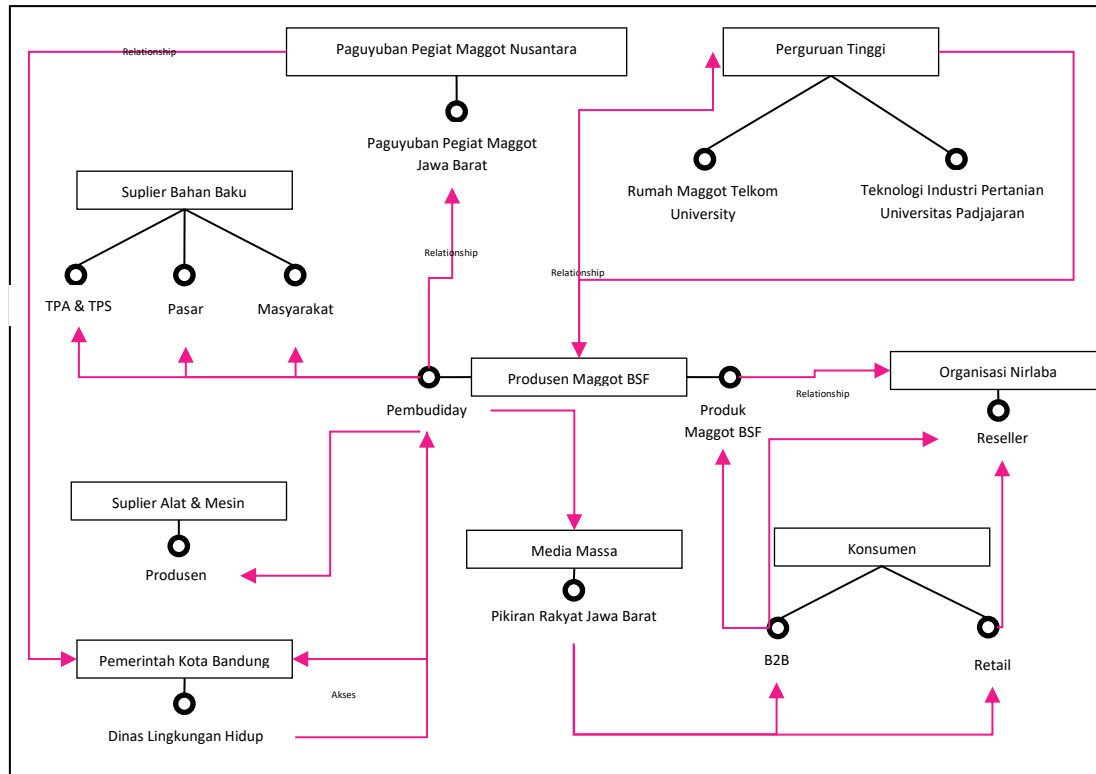 Relationship
Paguyuban Pegiat Maggot Nusantara
Perguruan Tinggi
Paguyuban Pegiat Maggot
Jawa Barat
Rumah Maggot Telkom
University
Teknologi Industri Pertanian
Universitas Padjajaran
Suplier Bahan Baku
Relationship
Relationship
TPA & TPS
Pasar
Masyarakat
Produsen Maggot BSF
Organisasi Nirlaba
Relationship
Pembudiday
Produk
Maggot BSF
Reseller
Suplier Alat & Mesin
Produsen
Media Massa
Konsumen
Pikiran Rakyat Jawa Barat
B2B
Retail
Pemerintah Kota Bandung
Akses
Dinas Lingkungan Hidup